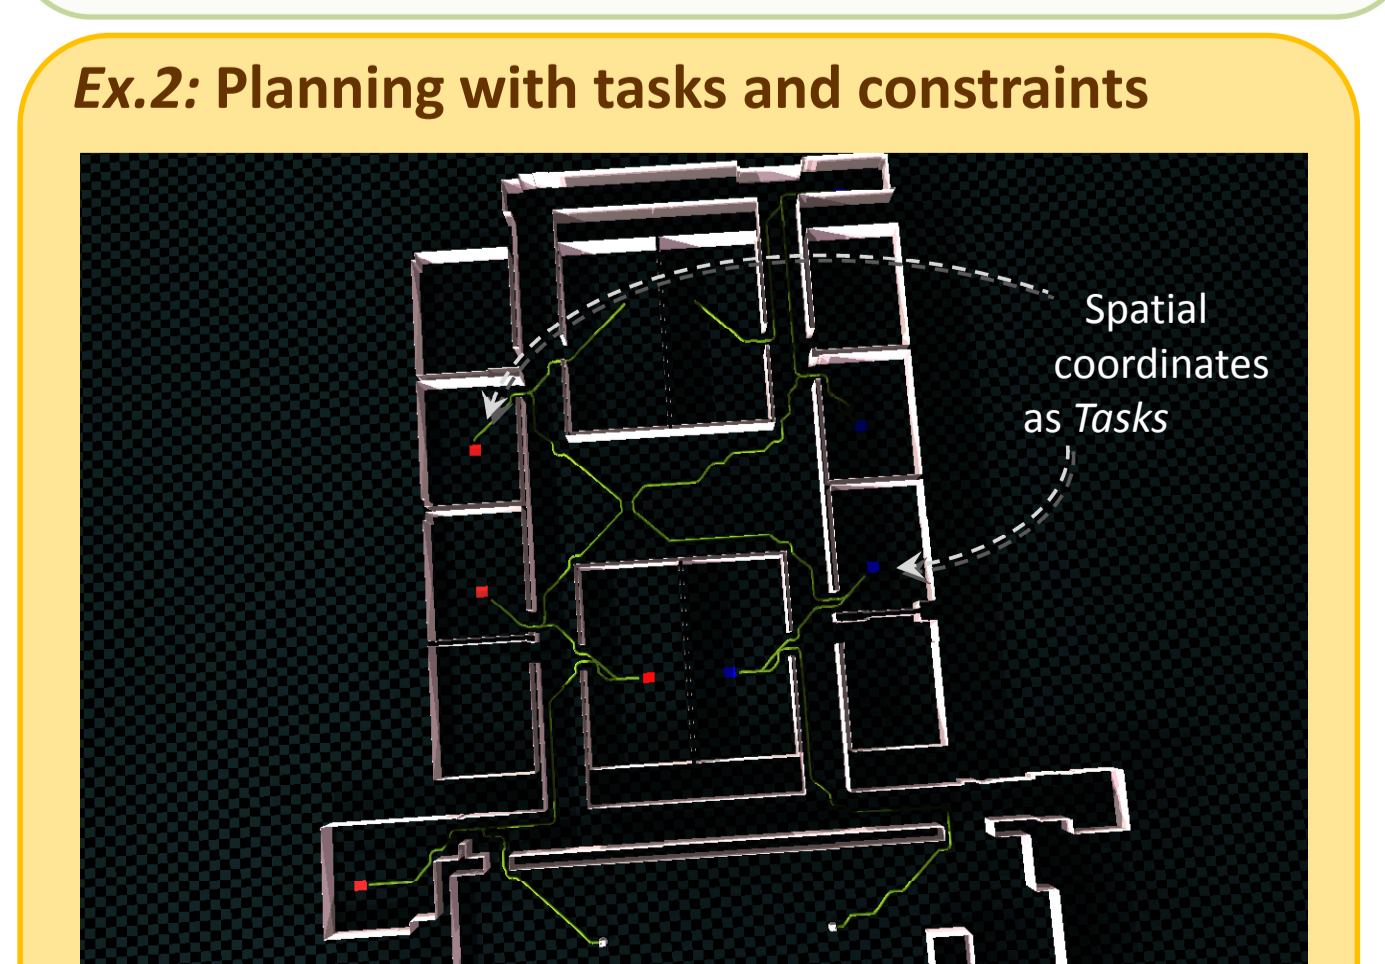 Ex.2: Planning with tasks and constraints
Spatial
coordinates
as Tasks